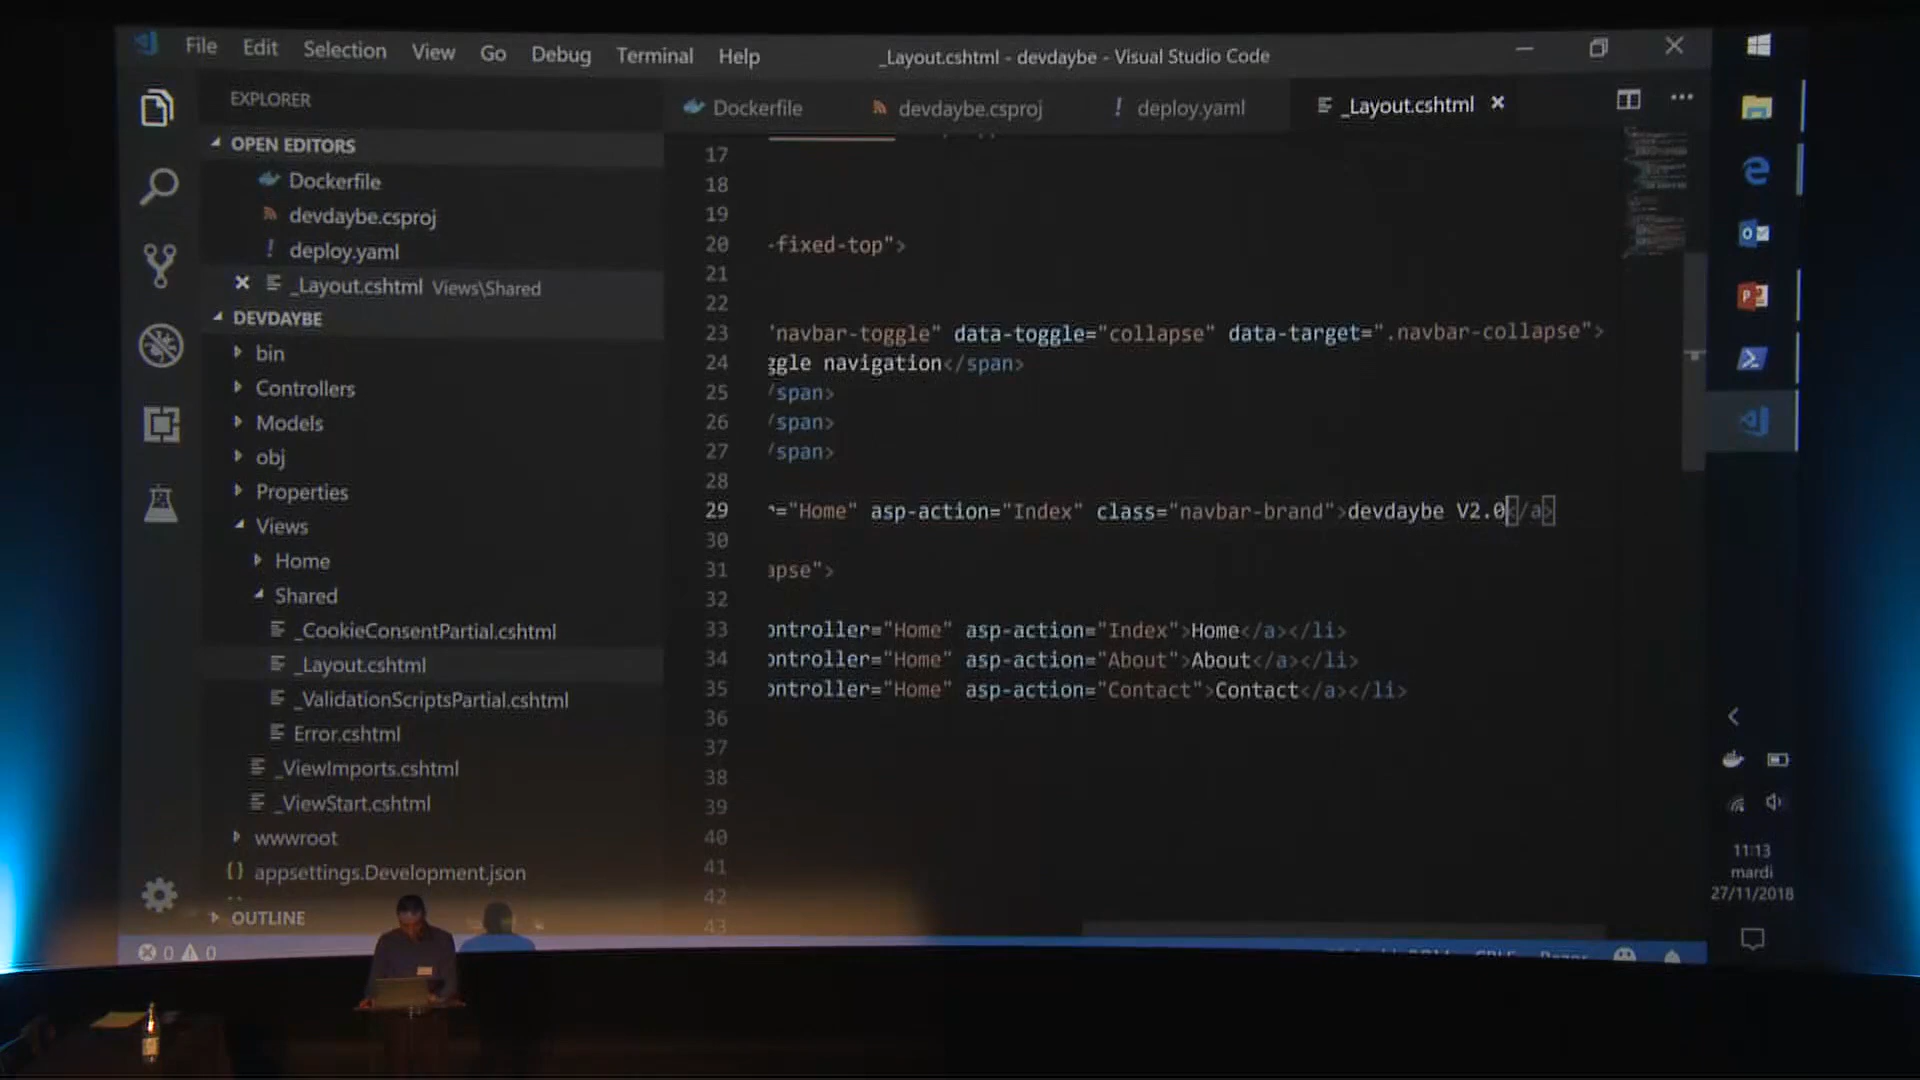 File Edit Selection View Go Debug Terminal Help
_Layout.cshtml - devdaybe - Visual Studio Code
EXPLORER
OPEN EDITORS
Dockerfile
devdaybe.csproj
! deploy.yaml
_Layout.cshtml Views\Shared
DEVDAYBE
bin
Controllers
Models
obj
Properties
Views
Home
Shared
_CookieConsentPartial.cshtml
_Layout.cshtml
_ValidationScriptsPartial.cshtml
Error.cshtml
_ViewImports.cshtml
_ViewStart.cshtml
wwwroot
{} appsettings.Development.json
OUTLINE
0 0
Dockerfile devdaybe.csproj ! deploy.yaml _Layout.cshtml
17
18
19
20 -fixed-top">
21
22
23 "navbar-toggle" data-toggle="collapse" data-target=".navbar-collapse">
24 ggle navigation</span>
25 /span>
26 /span>
27 /span>
28
29 ="Home" asp-action="Index" class="navbar-brand">devdaybe V2.0</a>
30
31 apse">
32
33 ontroller="Home" asp-action="Index">Home</a></li>
34 ontroller="Home" asp-action="About">About</a></li>
35 ontroller="Home" asp-action="Contact">Contact</a></li>
36
37
38
39
40
41
42
43
11:13
mardi
27/11/2018